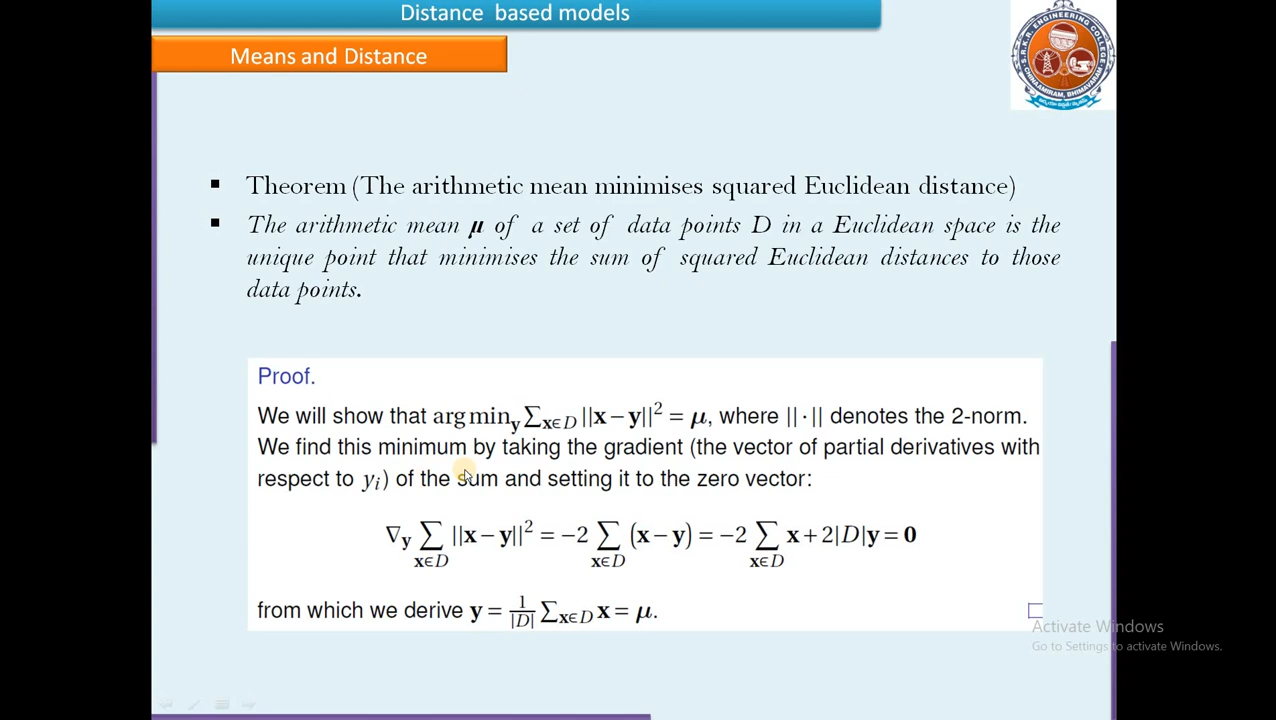 Distance based models
Means and Distance
S.R.K.R. ENGINEERING COLLEGE
CHINAAMIRAM, BHIMAVARAM
▪ Theorem (The arithmetic mean minimises squared Euclidean distance)
▪ The arithmetic mean μ of a set of data points D in a Euclidean space is the
unique point that minimises the sum of squared Euclidean distances to those
data points.
Proof.
We will show that arg min_y ∑_{x∈D} ||x − y||² = μ, where || · || denotes the 2-norm.
We find this minimum by taking the gradient (the vector of partial derivatives with
respect to y_i) of the sum and setting it to the zero vector:
∇_y ∑_{x∈D} ||x − y||² = −2 ∑_{x∈D} (x − y) = −2 ∑_{x∈D} x + 2|D|y = 0
from which we derive y = 1/|D| ∑_{x∈D} x = μ. □
Activate Windows
Go to Settings to activate Windows.